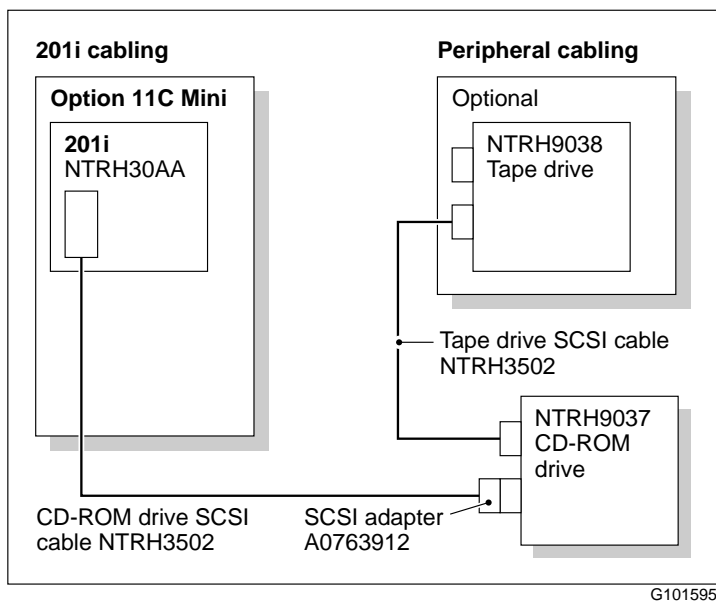 201i cabling
Peripheral cabling
Option 11C Mini
201i
NTRH30AA
Optional
NTRH9038
Tape drive
Tape drive SCSI cable
NTRH3502
NTRH9037
CD-ROM
drive
CD-ROM drive SCSI
cable NTRH3502
SCSI adapter
A0763912
G101595